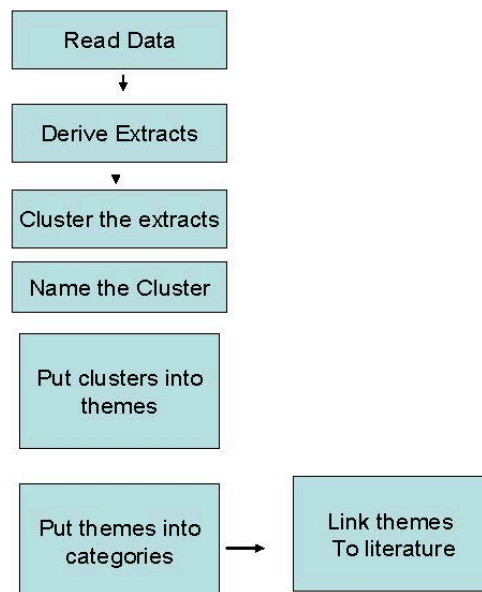 Read Data
Derive Extracts
Cluster the extracts
Name the Cluster
Put clusters into
themes
Put themes into
categories
Link themes
To literature